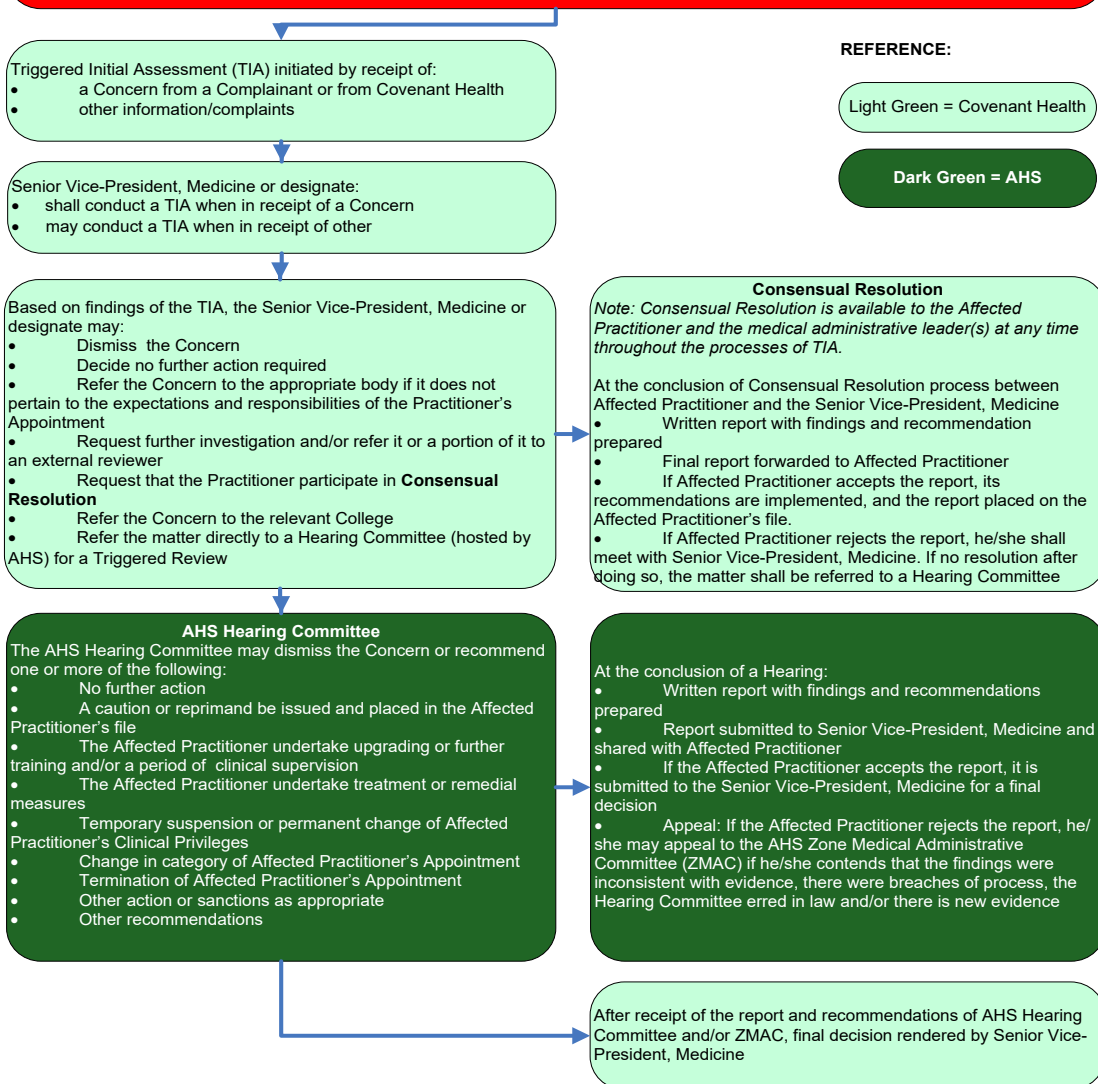 Triggered Initial Assessment (TIA) initiated by receipt of:
• a Concern from a Complainant or from Covenant Health
• other information/complaints
REFERENCE:
Light Green = Covenant Health
Dark Green = AHS
Senior Vice-President, Medicine or designate:
• shall conduct a TIA when in receipt of a Concern
• may conduct a TIA when in receipt of other
Based on findings of the TIA, the Senior Vice-President, Medicine or
designate may:
• Dismiss the Concern
• Decide no further action required
• Refer the Concern to the appropriate body if it does not
pertain to the expectations and responsibilities of the Practitioner’s
Appointment
• Request further investigation and/or refer it or a portion of it to
an external reviewer
• Request that the Practitioner participate in Consensual
Resolution
• Refer the Concern to the relevant College
• Refer the matter directly to a Hearing Committee (hosted by
AHS) for a Triggered Review
Consensual Resolution
Note: Consensual Resolution is available to the Affected
Practitioner and the medical administrative leader(s) at any time
throughout the processes of TIA.
At the conclusion of Consensual Resolution process between
Affected Practitioner and the Senior Vice-President, Medicine
• Written report with findings and recommendation
prepared
• Final report forwarded to Affected Practitioner
• If Affected Practitioner accepts the report, its
recommendations are implemented, and the report placed on the
Affected Practitioner’s file.
• If Affected Practitioner rejects the report, he/she shall
meet with Senior Vice-President, Medicine. If no resolution after
doing so, the matter shall be referred to a Hearing Committee
AHS Hearing Committee
The AHS Hearing Committee may dismiss the Concern or recommend
one or more of the following:
• No further action
• A caution or reprimand be issued and placed in the Affected
Practitioner’s file
• The Affected Practitioner undertake upgrading or further
training and/or a period of clinical supervision
• The Affected Practitioner undertake treatment or remedial
measures
• Temporary suspension or permanent change of Affected
Practitioner’s Clinical Privileges
• Change in category of Affected Practitioner’s Appointment
• Termination of Affected Practitioner’s Appointment
• Other action or sanctions as appropriate
• Other recommendations
At the conclusion of a Hearing:
• Written report with findings and recommendations
prepared
• Report submitted to Senior Vice-President, Medicine and
shared with Affected Practitioner
• If the Affected Practitioner accepts the report, it is
submitted to the Senior Vice-President, Medicine for a final
decision
• Appeal: If the Affected Practitioner rejects the report, he/
she may appeal to the AHS Zone Medical Administrative
Committee (ZMAC) if he/she contends that the findings were
inconsistent with evidence, there were breaches of process, the
Hearing Committee erred in law and/or there is new evidence
After receipt of the report and recommendations of AHS Hearing
Committee and/or ZMAC, final decision rendered by Senior Vice-
President, Medicine